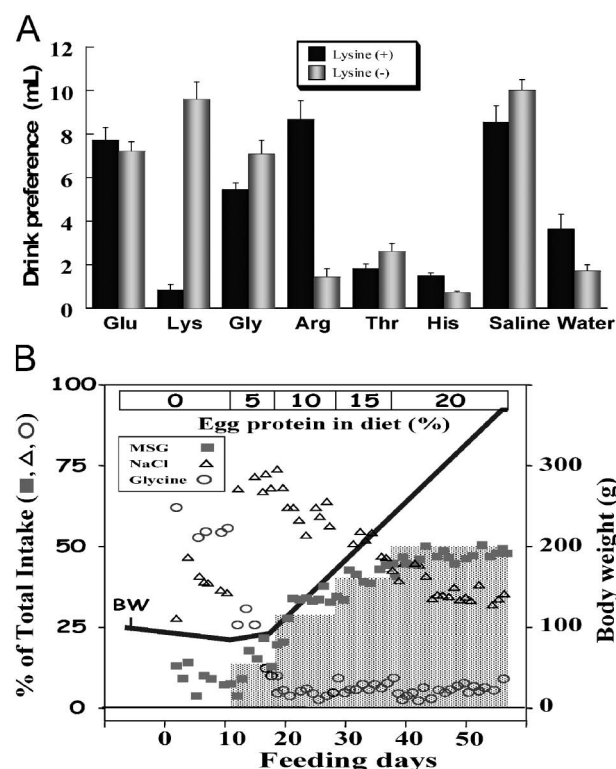 A
Drink preference (mL)
12
10
8
6
4
2
0
Lysine (+)
Lysine (-)
Glu Lys Gly Arg Thr His Saline Water
B
% of Total Intake (■,△,○)
100
75
50
25
0
0 5 10 15 20
Egg protein in diet (%)
MSG
NaCl
Glycine
BW
300
200
100
0
Body weight (g)
0 10 20 30 40 50
Feeding days